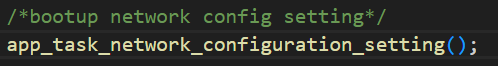 /*bootup network config setting*/
app_task_network_configuration_setting();